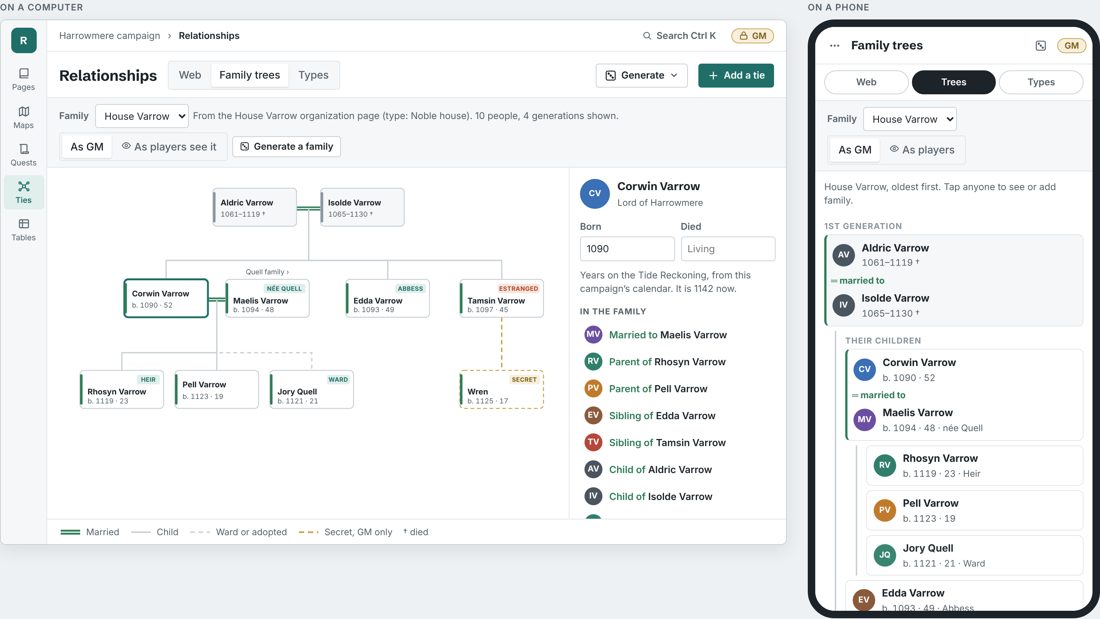 ON A COMPUTER
R
Pages
Maps
Quests
Ties
Tables
Harrowmere campaign › Relationships
Search Ctrl K
GM
Relationships
Web
Family trees
Types
Generate
+ Add a tie
Family
House Varrow
From the House Varrow organization page (type: Noble house). 10 people, 4 generations shown.
As GM
As players see it
Generate a family
Aldric Varrow
1061–1119 †
Isolde Varrow
1065–1130 †
Quell family ›
Corwin Varrow
b. 1090 · 52
NÉE QUELL
Maelis Varrow
b. 1094 · 48
ABBESS
Edda Varrow
b. 1093 · 49
ESTRANGED
Tamsin Varrow
b. 1097 · 45
HEIR
Rhosyn Varrow
b. 1119 · 23
Pell Varrow
b. 1123 · 19
WARD
Jory Quell
b. 1121 · 21
SECRET
Wren
b. 1125 · 17
Married
Child
Ward or adopted
Secret, GM only
† died
CV
Corwin Varrow
Lord of Harrowmere
Born
Died
1090
Living
Years on the Tide Reckoning, from this
campaign’s calendar. It is 1142 now.
IN THE FAMILY
MV Married to Maelis Varrow
RV Parent of Rhosyn Varrow
PV Parent of Pell Varrow
EV Sibling of Edda Varrow
TV Sibling of Tamsin Varrow
AV Child of Aldric Varrow
IV Child of Isolde Varrow
ON A PHONE
Family trees
GM
Web
Trees
Types
Family
House Varrow
As GM
As players
House Varrow, oldest first. Tap anyone to see or add
family.
1ST GENERATION
AV
Aldric Varrow
1061–1119 †
═ married to
IV
Isolde Varrow
1065–1130 †
THEIR CHILDREN
CV
Corwin Varrow
b. 1090 · 52
═ married to
MV
Maelis Varrow
b. 1094 · 48 · née Quell
RV
Rhosyn Varrow
b. 1119 · 23 · Heir
PV
Pell Varrow
b. 1123 · 19
JQ
Jory Quell
b. 1121 · 21 · Ward
EV
Edda Varrow
b. 1093 · 49 · Abbess